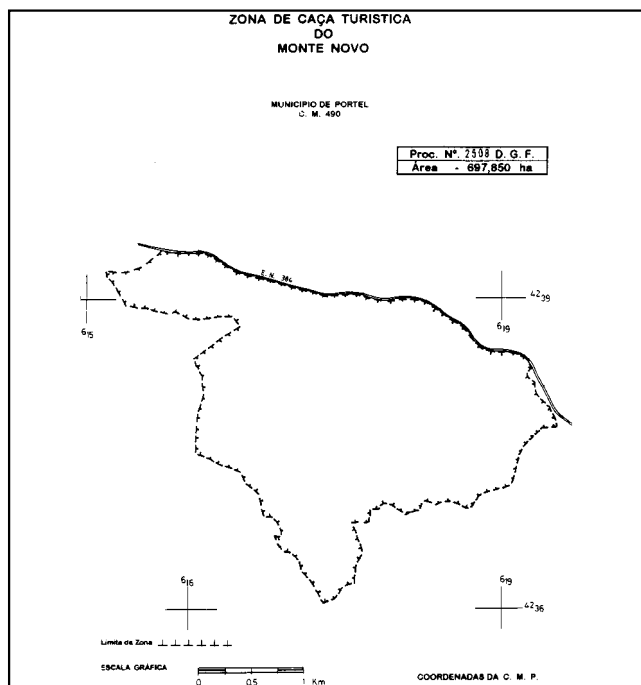 ZONA DE CAÇA TURISTICA
DO
MONTE NOVO
MUNICIPIO DE PORTEL
C. M. 490
Proc. Nº. 2508 D. G. F.
Área - 697,850 ha
E.N. 384
4239
615
619
616
619
4236
Limite de Zona
ESCALA GRÁFICA
0 0.5 1 Km
COORDENADAS DA C. M. P.